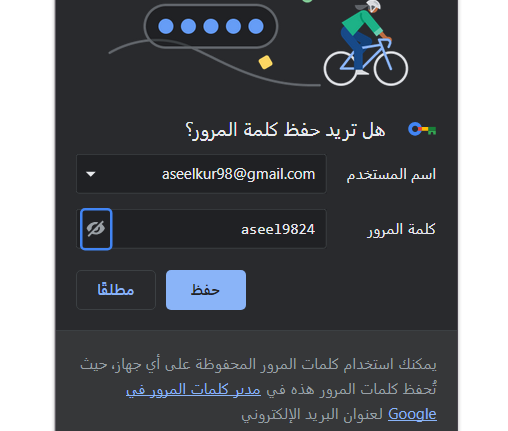 هل تريد حفظ كلمة المرور؟
اسم المستخدم aseelkur98@gmail.com
كلمة المرور asee19824
حفظ مطلقًا
يمكنك استخدام كلمات المرور المحفوظة على أي جهاز، حيث
تُحفظ كلمات المرور هذه في مدير كلمات المرور في
Google لعنوان البريد الإلكتروني